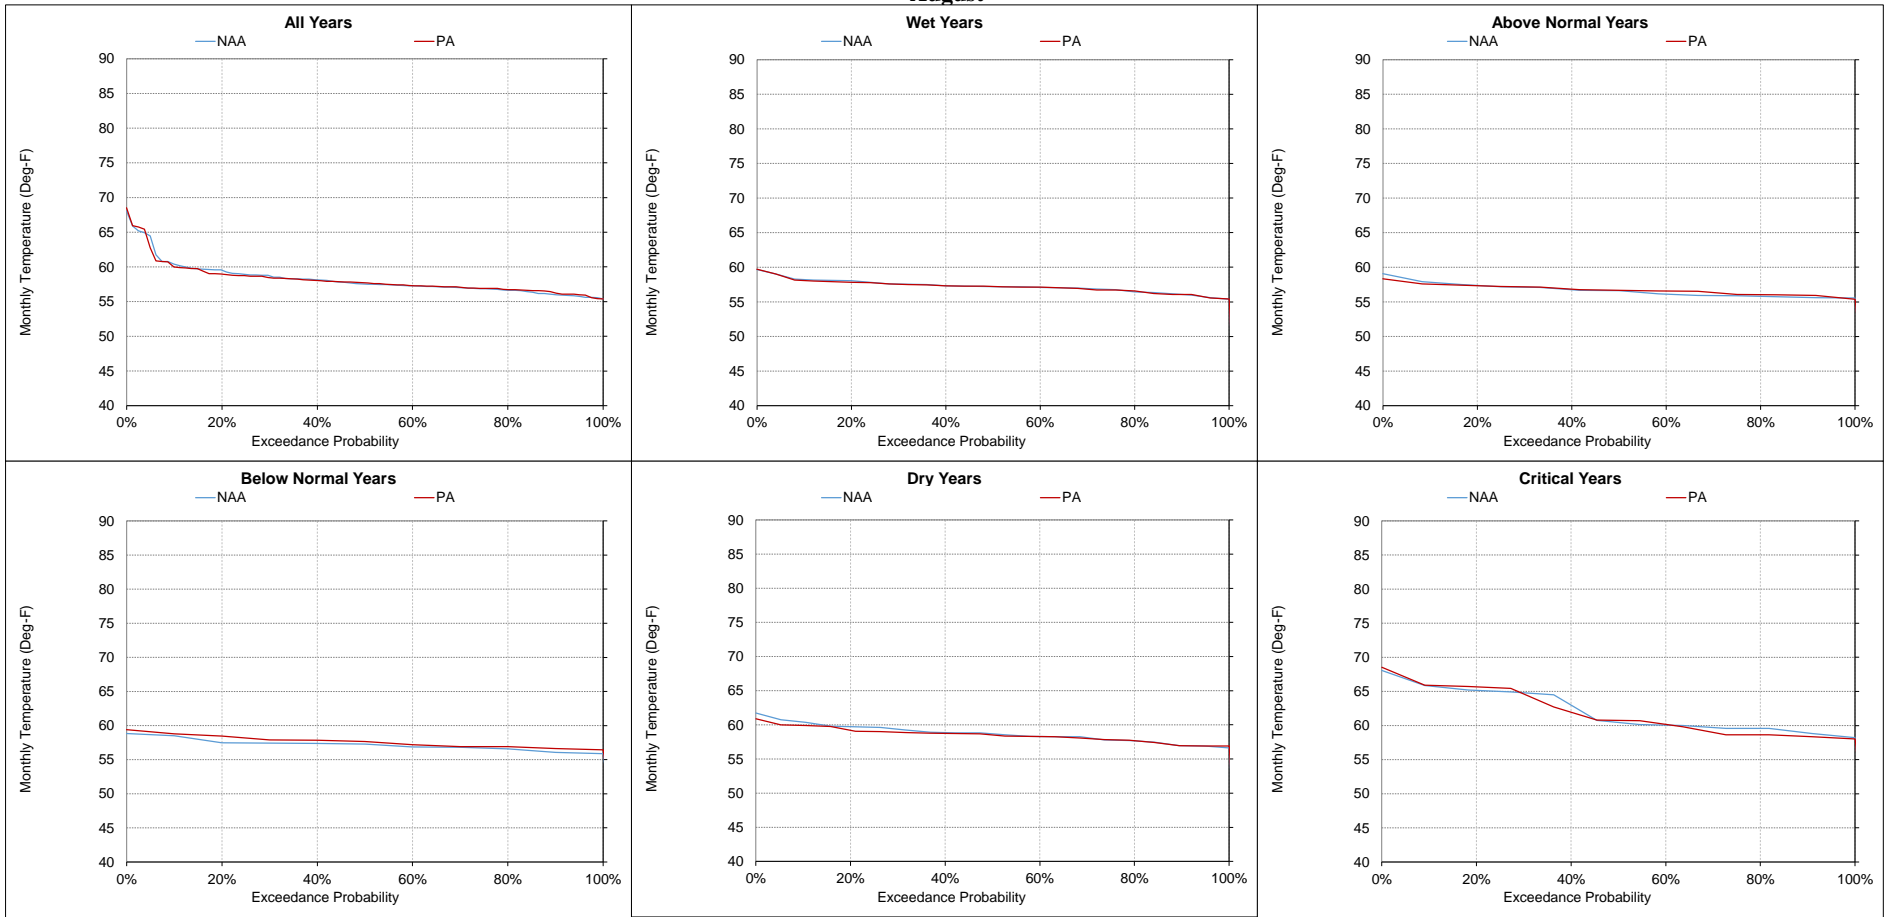 August
All Years
NAA PA
Monthly Temperature (Deg-F)
90
85
80
75
70
65
60
55
50
45
40
0% 20% 40% 60% 80% 100%
Exceedance Probability
Wet Years
NAA PA
Monthly Temperature (Deg-F)
90
85
80
75
70
65
60
55
50
45
40
0% 20% 40% 60% 80% 100%
Exceedance Probability
Above Normal Years
NAA PA
Monthly Temperature (Deg-F)
90
85
80
75
70
65
60
55
50
45
40
0% 20% 40% 60% 80% 100%
Exceedance Probability
Below Normal Years
NAA PA
Monthly Temperature (Deg-F)
90
85
80
75
70
65
60
55
50
45
40
0% 20% 40% 60% 80% 100%
Exceedance Probability
Dry Years
NAA PA
Monthly Temperature (Deg-F)
90
85
80
75
70
65
60
55
50
45
40
0% 20% 40% 60% 80% 100%
Exceedance Probability
Critical Years
NAA PA
Monthly Temperature (Deg-F)
90
85
80
75
70
65
60
55
50
45
40
0% 20% 40% 60% 80% 100%
Exceedance Probability